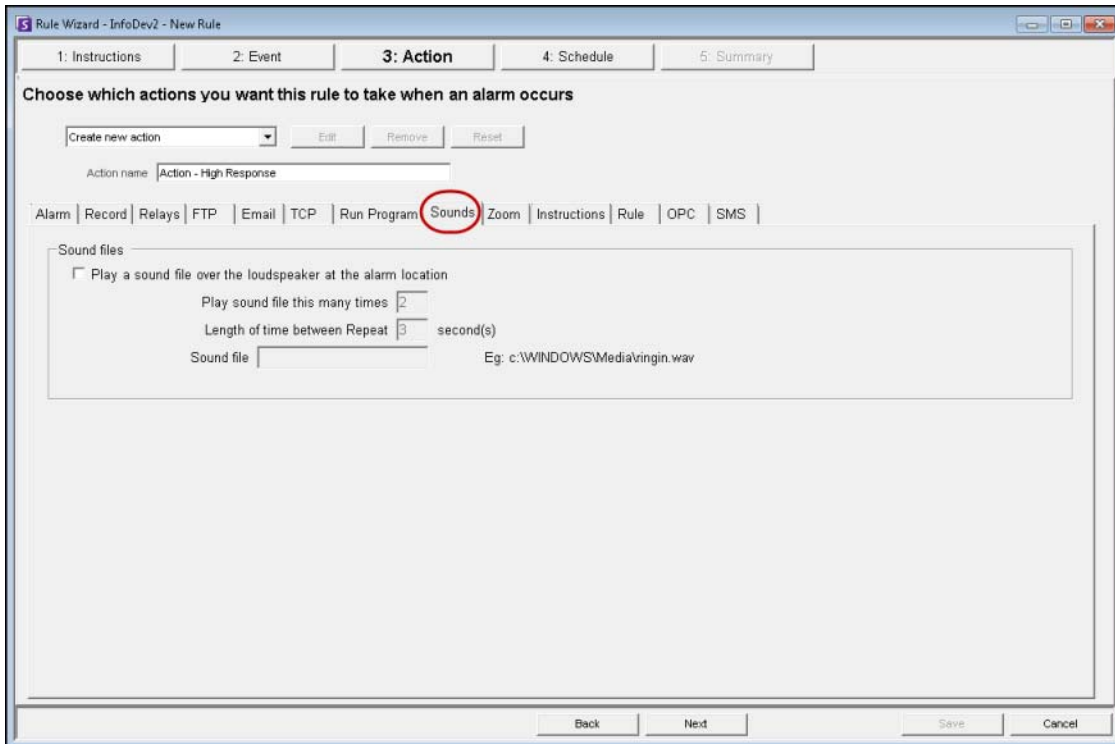 Rule Wizard - InfoDev2 - New Rule
1: Instructions 2: Event 3: Action 4: Schedule 5: Summary
Choose which actions you want this rule to take when an alarm occurs
Create new action Edit Remove Reset
Action name Action - High Response
Alarm Record Relays FTP Email TCP Run Program Sounds Zoom Instructions Rule OPC SMS
Sound files
Play a sound file over the loudspeaker at the alarm location
Play sound file this many times 2
Length of time between Repeat 3 second(s)
Sound file Eg: c:\WINDOWS\Media\ringin.wav
Back Next Save Cancel